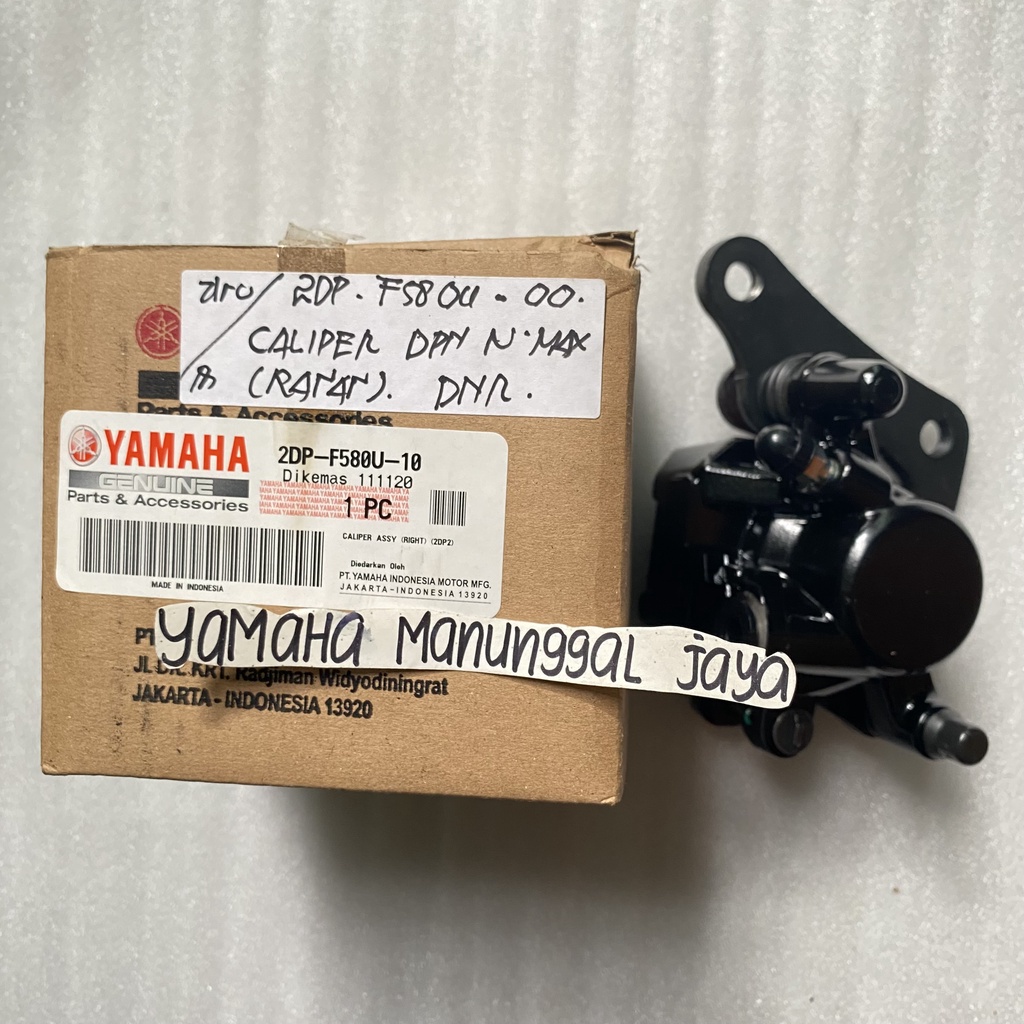 2DP. F580U-00.
CALIPER DPN N.MAX
(KANAN). DNR.
Parts & Accessories
YAMAHA
GENUINE
Parts & Accessories
2DP-F580U-10
Dikemas 111120
1 PC
CALIPER ASSY (RIGHT) (2DP2)
Diedarkan Oleh
PT. YAMAHA INDONESIA MOTOR MFG.
JAKARTA-INDONESIA 13920
MADE IN INDONESIA
YAMAHA Manunggal jaya
PT
Jl. Dr. KRT. Radjiman Widyodiningrat
JAKARTA - INDONESIA 13920